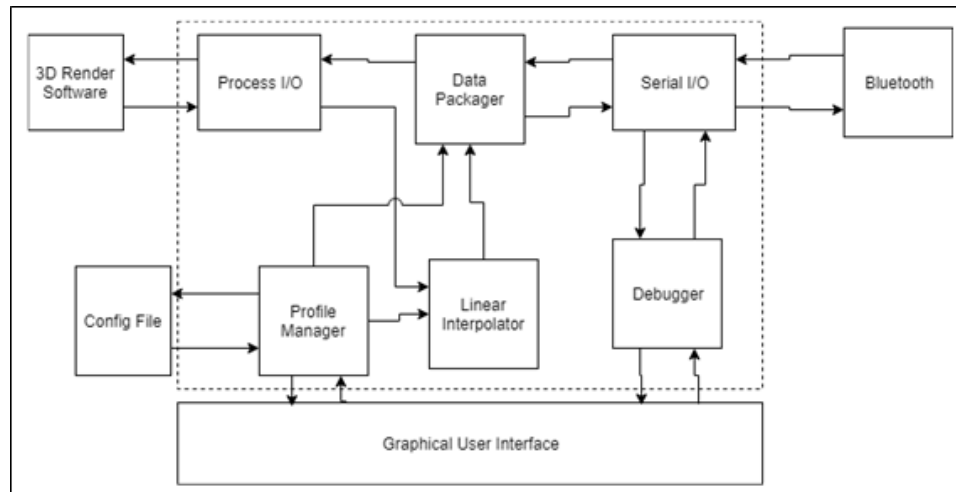 3D Render
Software
Process I/O
Data
Packager
Serial I/O
Bluetooth
Config File
Profile
Manager
Linear
Interpolator
Debugger
Graphical User Interface